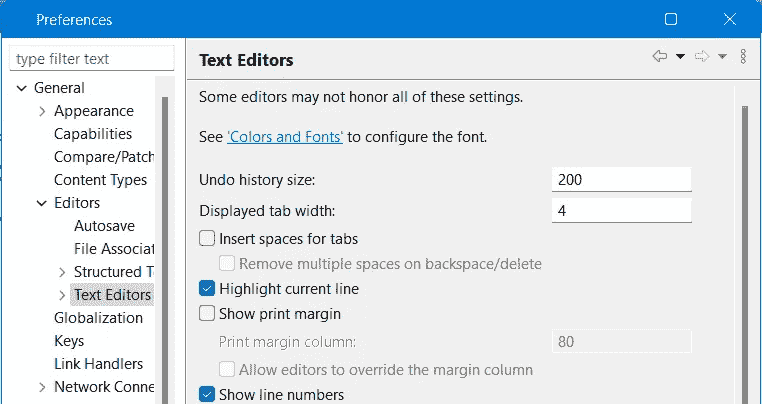 Preferences
type filter text
General
Appearance
Capabilities
Compare/Patch
Content Types
Editors
Autosave
File Associat
Structured T
Text Editors
Globalization
Keys
Link Handlers
Network Conne
Text Editors
Some editors may not honor all of these settings.
See 'Colors and Fonts' to configure the font.
Undo history size: 200
Displayed tab width: 4
Insert spaces for tabs
Remove multiple spaces on backspace/delete
Highlight current line
Show print margin
Print margin column: 80
Allow editors to override the margin column
Show line numbers